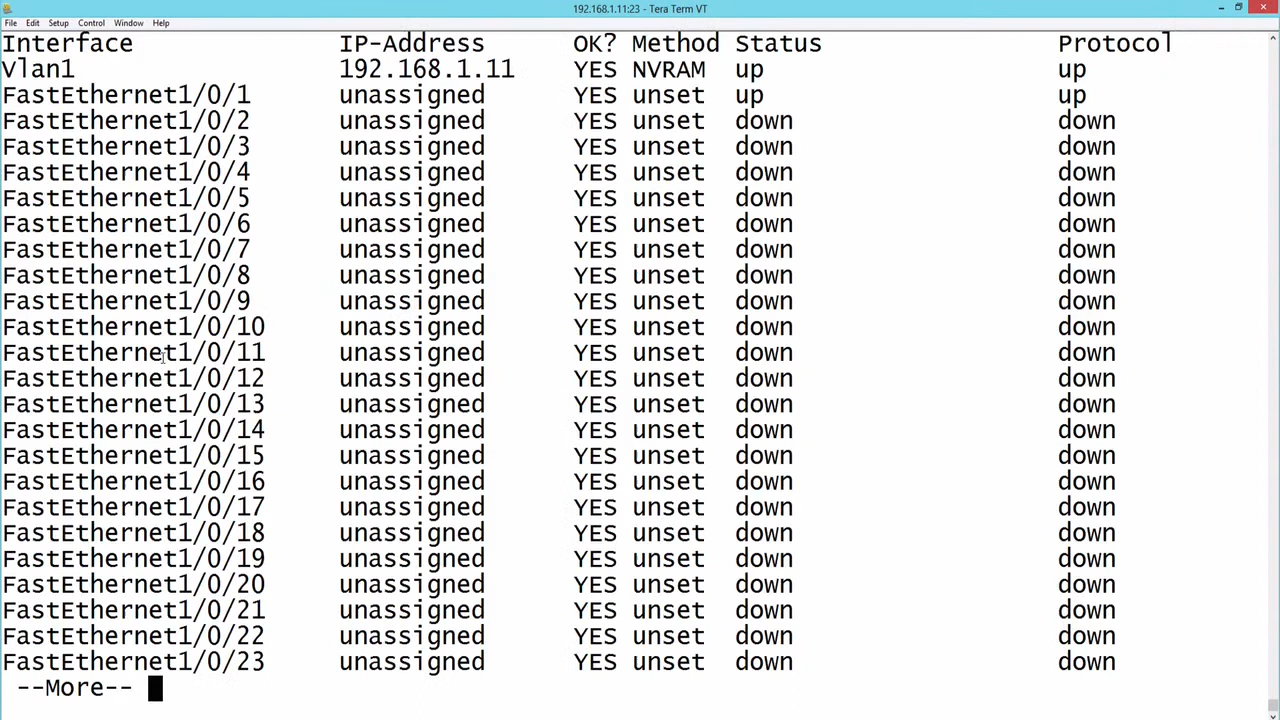 192.168.1.11:23 - Tera Term VT
File Edit Setup Control Window Help
Interface IP-Address OK? Method Status Protocol
Vlan1 192.168.1.11 YES NVRAM up up
FastEthernet1/0/1 unassigned YES unset up up
FastEthernet1/0/2 unassigned YES unset down down
FastEthernet1/0/3 unassigned YES unset down down
FastEthernet1/0/4 unassigned YES unset down down
FastEthernet1/0/5 unassigned YES unset down down
FastEthernet1/0/6 unassigned YES unset down down
FastEthernet1/0/7 unassigned YES unset down down
FastEthernet1/0/8 unassigned YES unset down down
FastEthernet1/0/9 unassigned YES unset down down
FastEthernet1/0/10 unassigned YES unset down down
FastEthernet1/0/11 unassigned YES unset down down
FastEthernet1/0/12 unassigned YES unset down down
FastEthernet1/0/13 unassigned YES unset down down
FastEthernet1/0/14 unassigned YES unset down down
FastEthernet1/0/15 unassigned YES unset down down
FastEthernet1/0/16 unassigned YES unset down down
FastEthernet1/0/17 unassigned YES unset down down
FastEthernet1/0/18 unassigned YES unset down down
FastEthernet1/0/19 unassigned YES unset down down
FastEthernet1/0/20 unassigned YES unset down down
FastEthernet1/0/21 unassigned YES unset down down
FastEthernet1/0/22 unassigned YES unset down down
FastEthernet1/0/23 unassigned YES unset down down
--More--